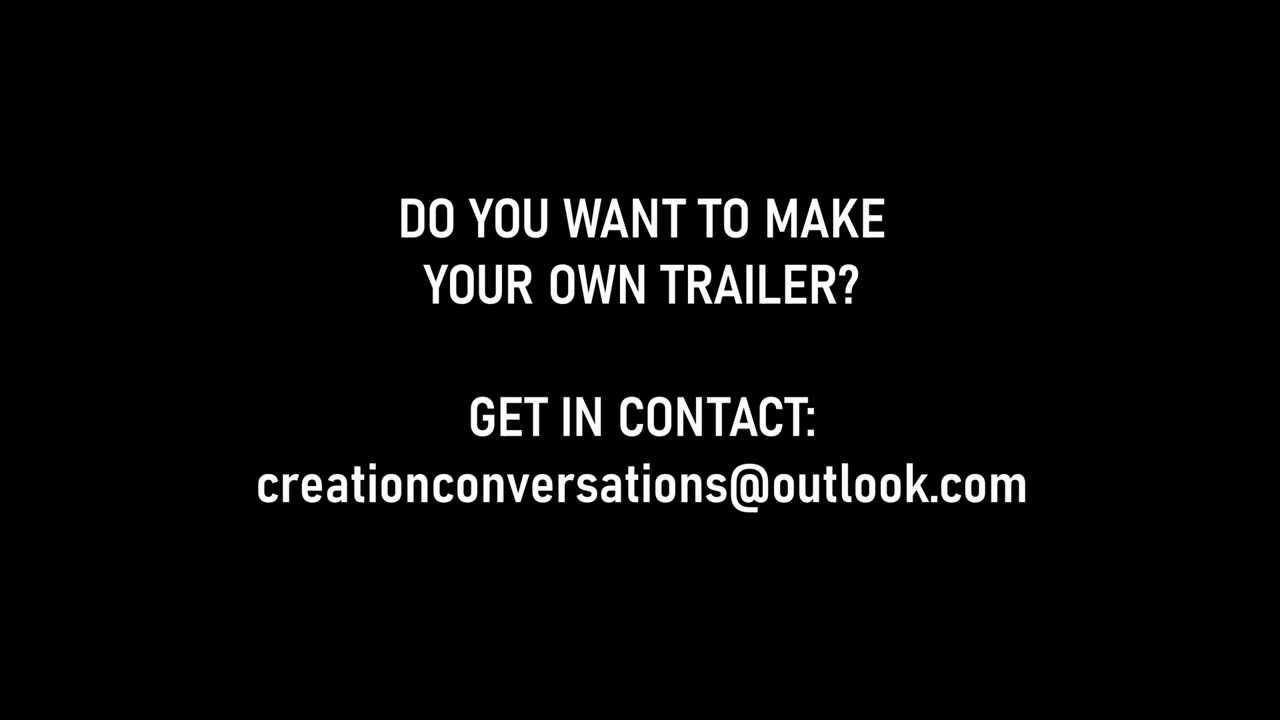 DO YOU WANT TO MAKE
YOUR OWN TRAILER?
GET IN CONTACT:
creationconversations@outlook.com